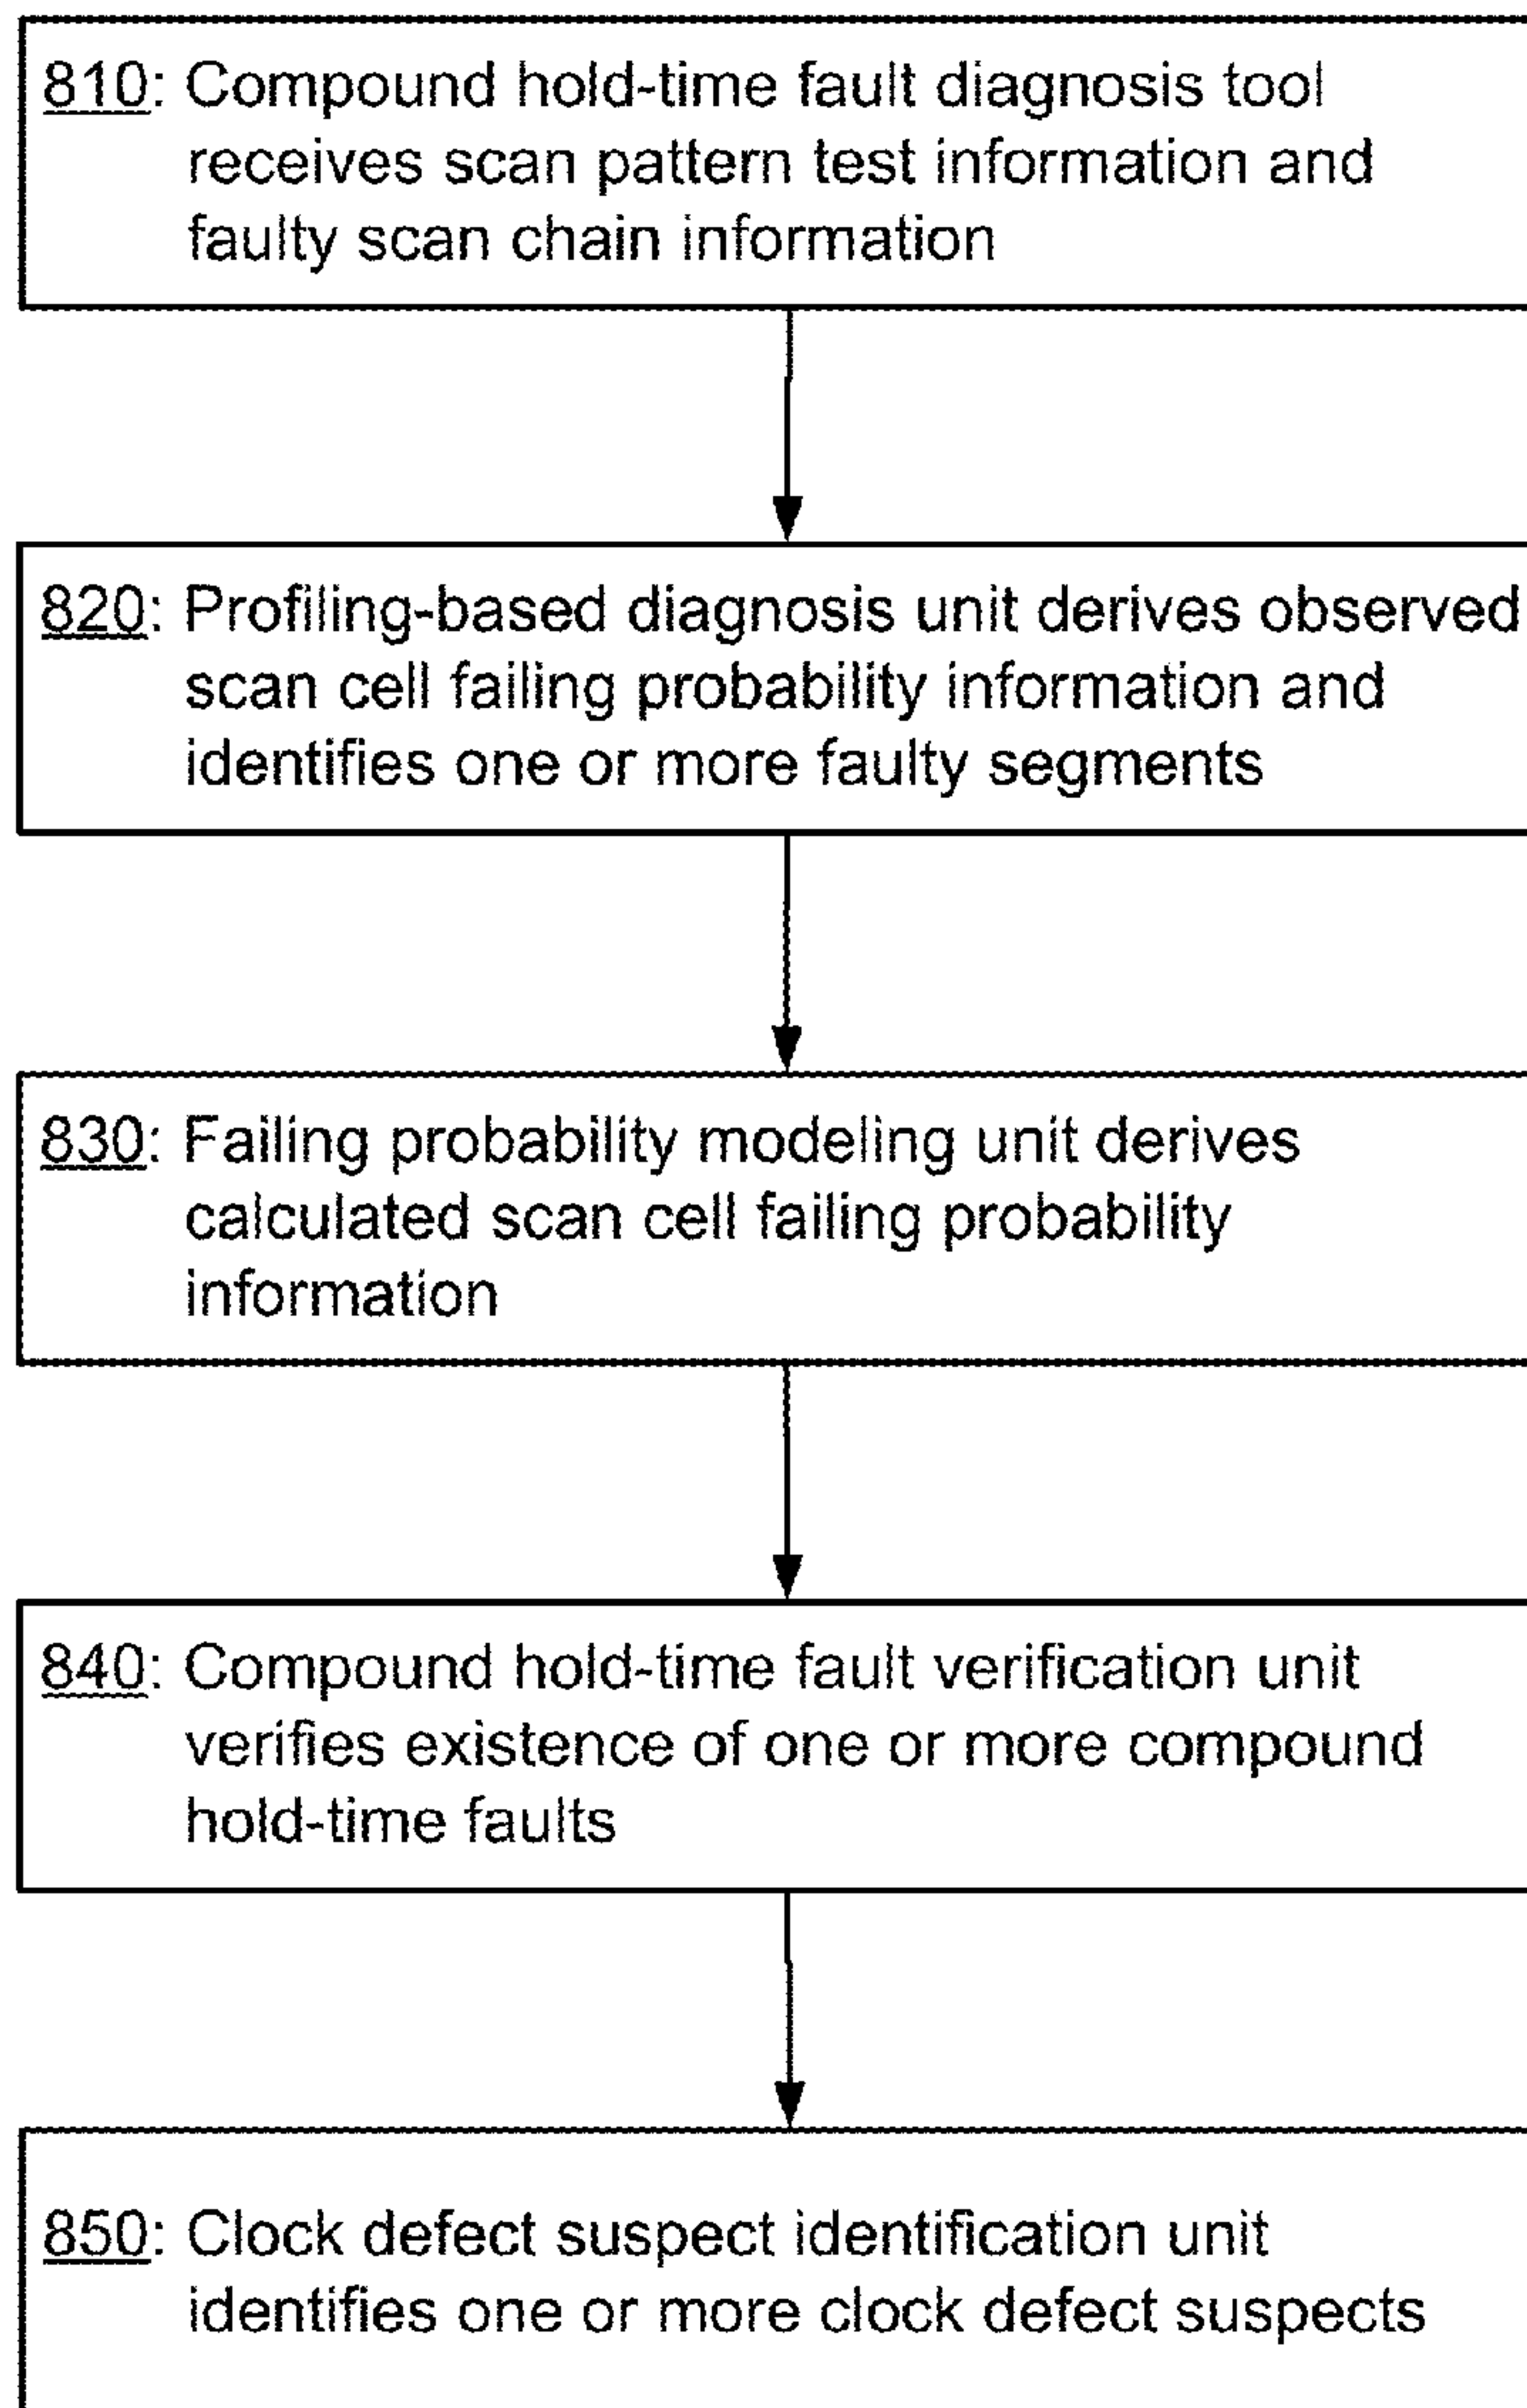 810: Compound hold-time fault diagnosis tool
receives scan pattern test information and
faulty scan chain information
820: Profiling-based diagnosis unit derives observed
scan cell failing probability information and
identifies one or more faulty segments
830: Failing probability modeling unit derives
calculated scan cell failing probability
information
840: Compound hold-time fault verification unit
verifies existence of one or more compound
hold-time faults
850: Clock defect suspect identification unit
identifies one or more clock defect suspects